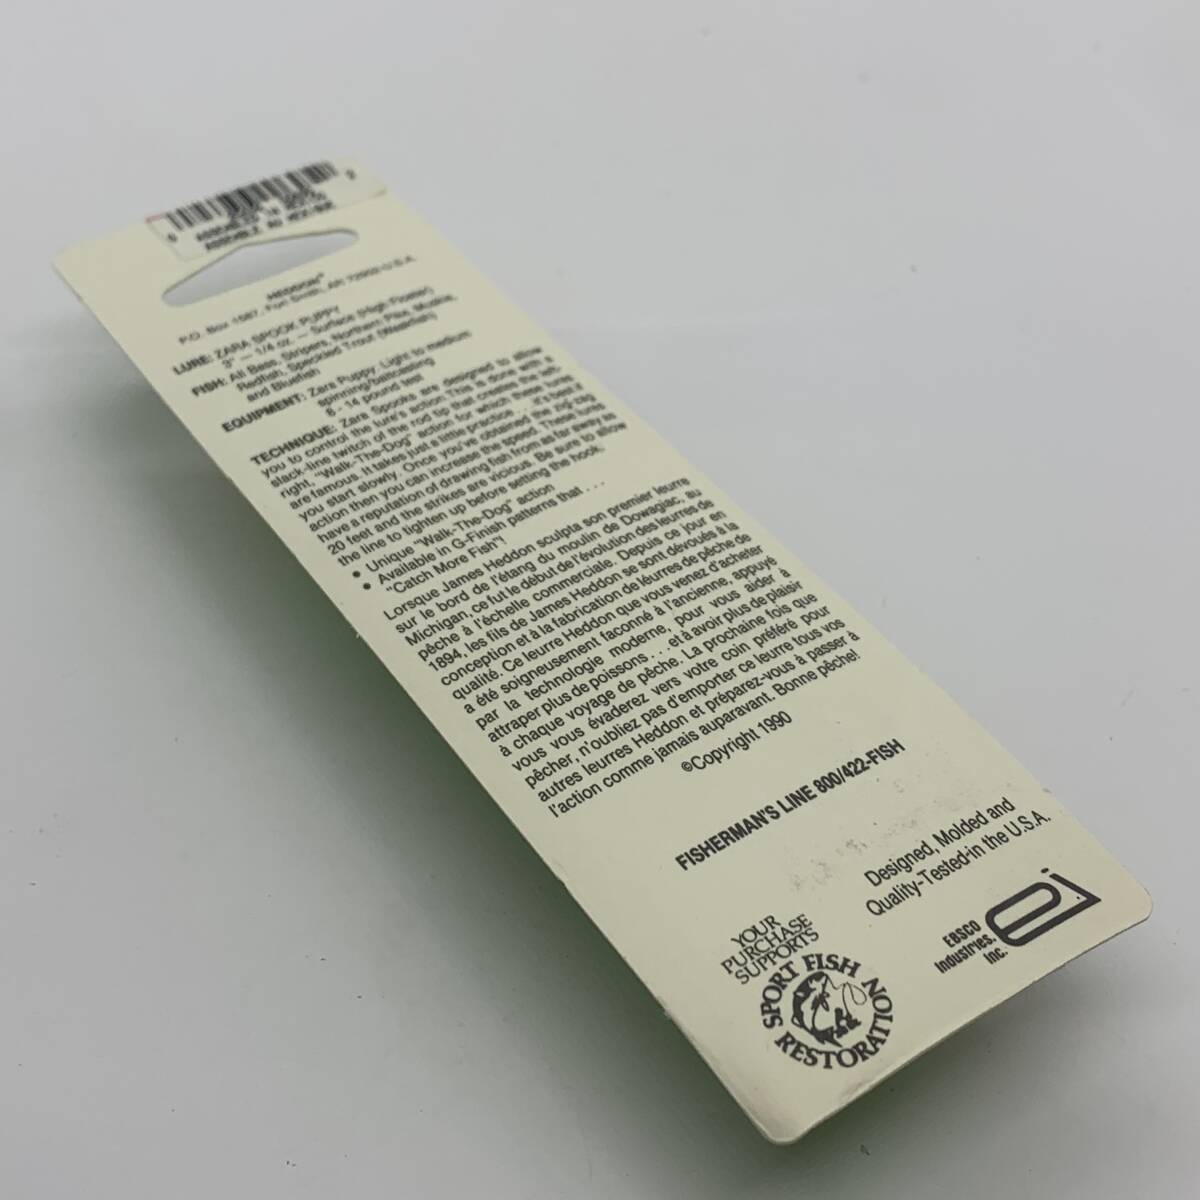 ASSEMBLED IN MEXICO
HEDDON®
P.O. Box 1587, Fort Smith, AR 72902-U.S.A.
LURE: ZARA SPOOK PUPPY
3" — 1/4 oz. — Surface (High Floater)
FISH: All Bass, Stripers, Northern Pike, Muskie,
Redfish, Speckled Trout (Weakfish)
and Bluefish
EQUIPMENT: Zara Puppy: Light to medium
spinning/baitcasting
6 - 14 pound test
TECHNIQUE: Zara Spooks are designed to allow
you to control the lure's action. This is done with a
slack-line twitch of the rod tip that creates the left-
right, "Walk-The-Dog" action for which these lures
are famous. It takes just a little practice . . . it's best if
you start slowly. Once you've obtained the zig-zag
action then you can increase the speed. These lures
have a reputation of drawing fish from as far away as
20 feet and the strikes are vicious. Be sure to allow
the line to tighten up before setting the hook.
• Unique "Walk-The-Dog" action
• Available in G-Finish patterns that . . .
"Catch More Fish"!
Lorsque James Heddon sculpta son premier leurre
sur le bord de l'étang du moulin de Dowagiac, au
Michigan, ce fut le début de l'évolution des leurres de
pêche à l'échelle commerciale. Depuis ce jour en
1894, les fils de James Heddon se sont dévoués à la
conception et à la fabrication de léurres de pêche de
qualité. Ce leurre Heddon que vous venez d'acheter
a été soigneusement faconné à l'ancienne, appuyé
par la technologie moderne, pour vous aider à
attraper plus de poissons . . . et à avoir plus de plaisir
à chaque voyage de pêche. La prochaine fois que
vous vous évaderez vers votre coin préféré pour
pêcher, n'oubliez pas d'emporter ce leurre tous vos
autres leurres Heddon et préparez-vous à passer à
l'action comme jamais auparavant. Bonne pêche!
©Copyright 1990
FISHERMAN'S LINE 800/422-FISH
Designed, Molded and
Quality-Tested-in the U.S.A.
EBSCO
Industries,
Inc.
ei
YOUR
PURCHASE
SUPPORTS
SPORT FISH
RESTORATION